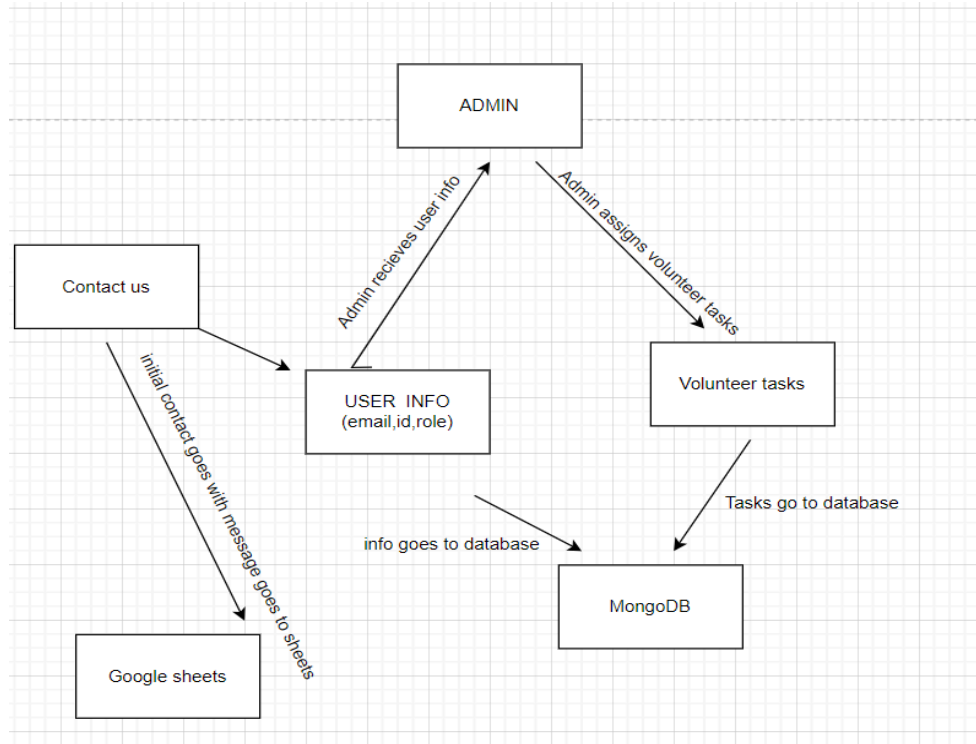 ADMIN
Admin recieves user info
Admin assigns volunteer tasks
Contact us
USER INFO
(email,id,role)
Volunteer tasks
initial contact goes with message goes to sheets
Tasks go to database
info goes to database
MongoDB
Google sheets